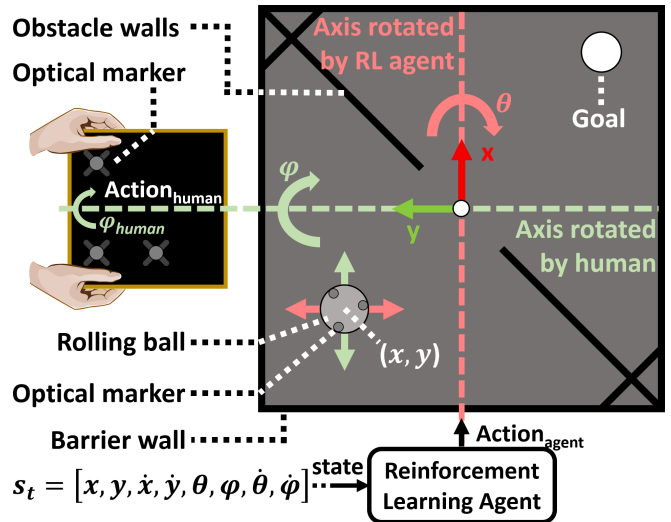 Obstacle walls
Optical marker
Axis rotated
by RL agent
θ
Goal
x
Action_human
φ
φ_human
y
Axis rotated
by human
Rolling ball
(x, y)
Optical marker
Barrier wall
Action_agent
s_t = [x, y, ẋ, ẏ, θ, φ, θ̇, φ̇]
state
Reinforcement
Learning Agent